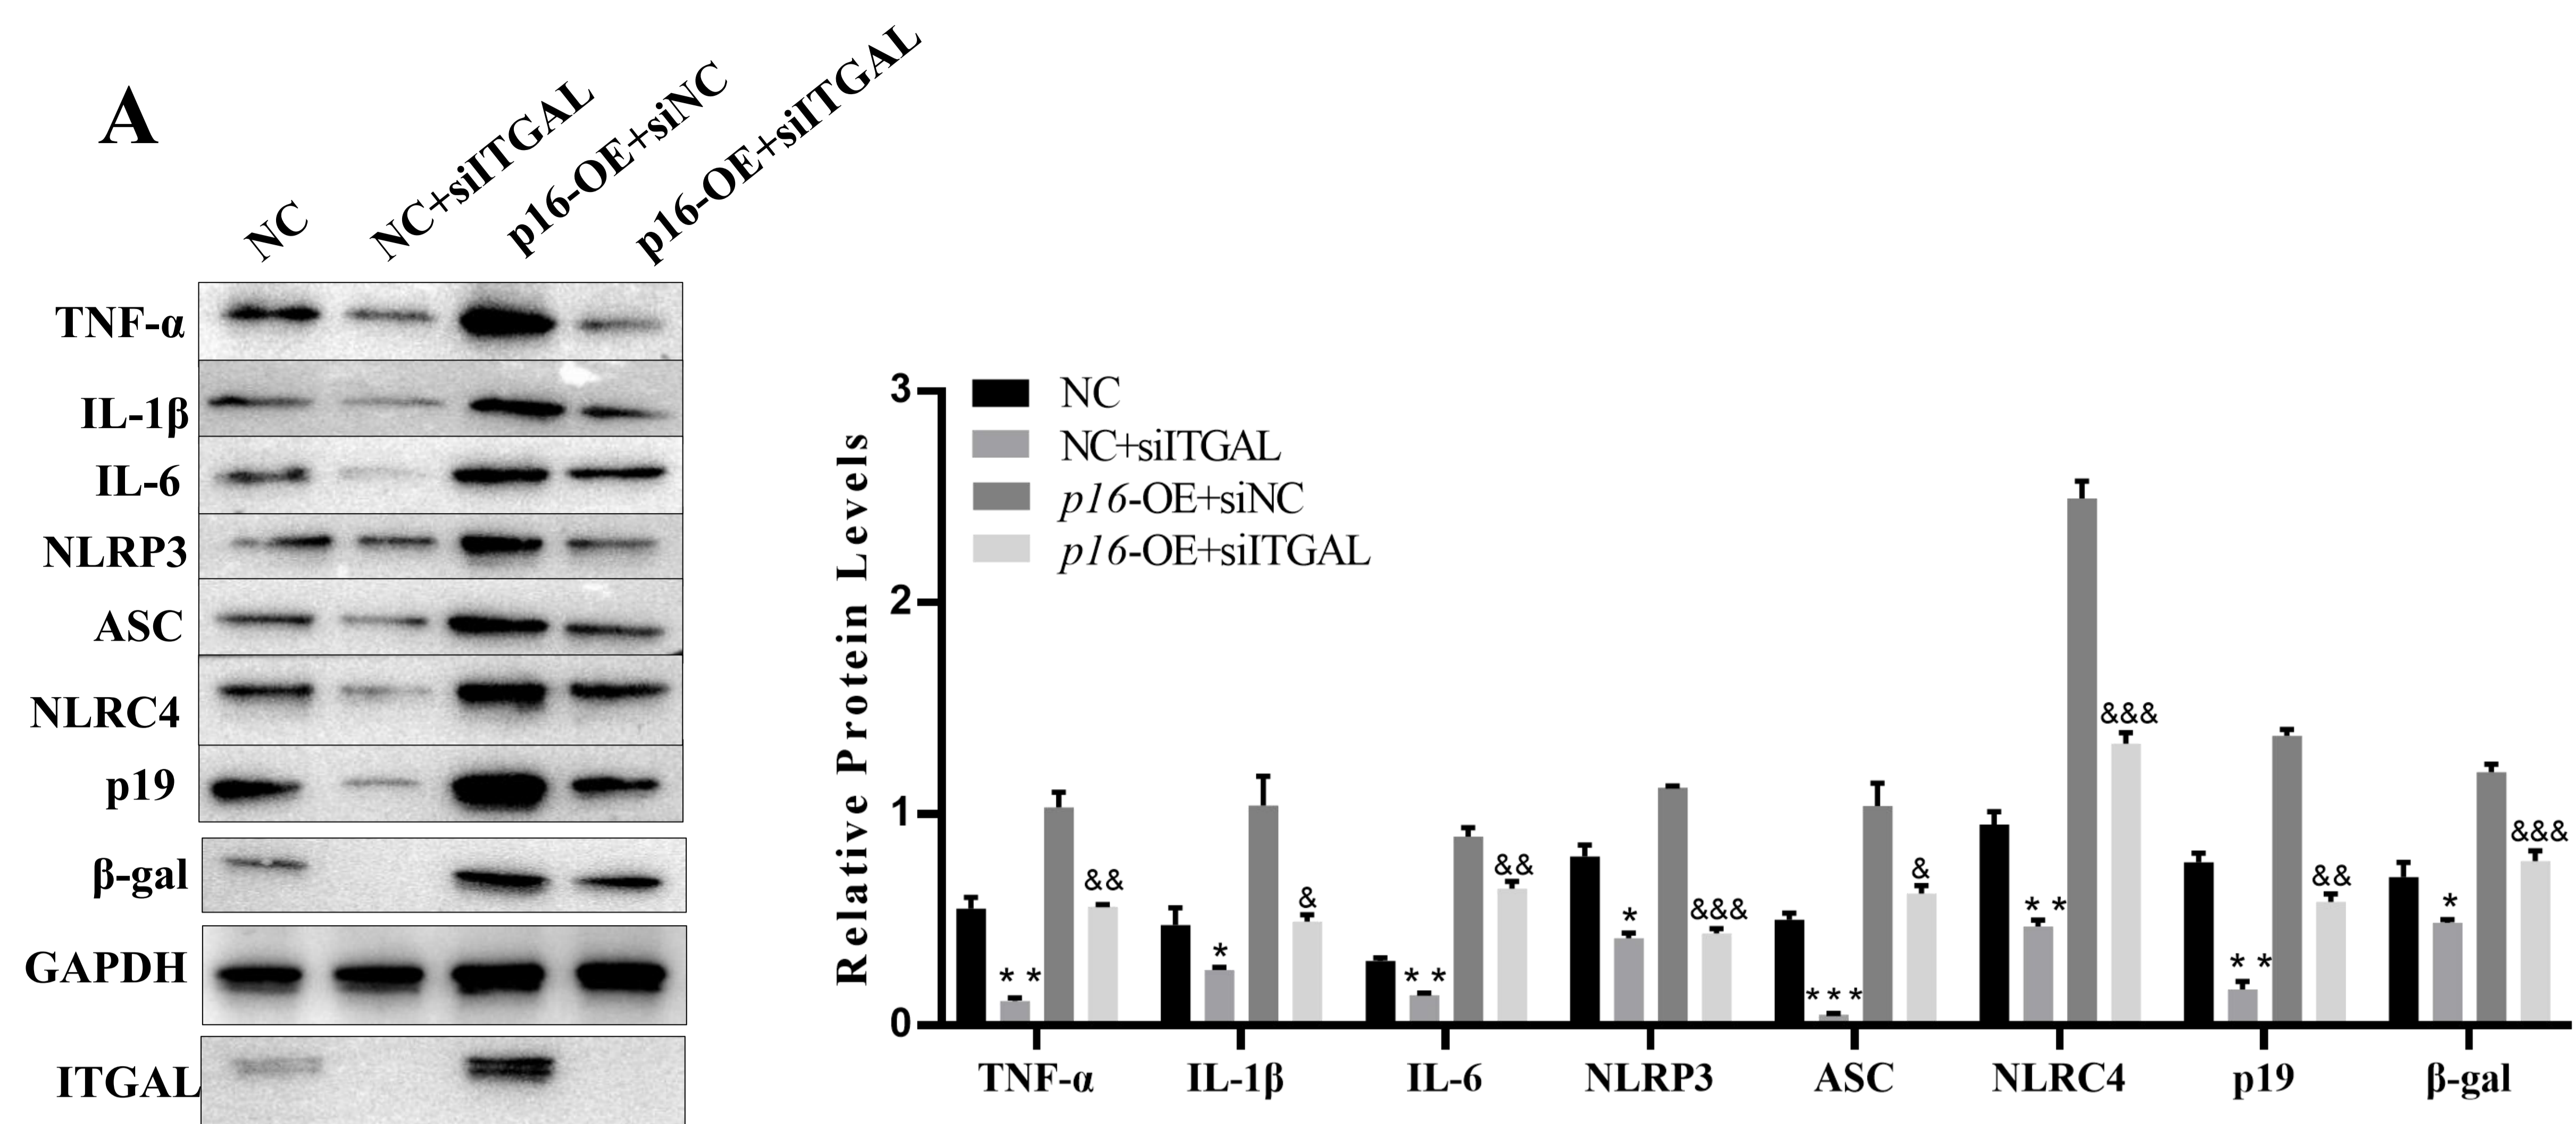 A
NC
NC+siITGAL
p16-OE+siNC
p16-OE+siITGAL
TNF-α
IL-1β
IL-6
NLRP3
ASC
NLRC4
p19
β-gal
GAPDH
ITGAL
Relative Protein Levels
3
2
1
0
NC
NC+siITGAL
p16-OE+siNC
p16-OE+siITGAL
* *
&&
*
&
* *
&&
*
&&&
* * *
&
* *
&&&
* *
&&
*
&&&
TNF-α
IL-1β
IL-6
NLRP3
ASC
NLRC4
p19
β-gal